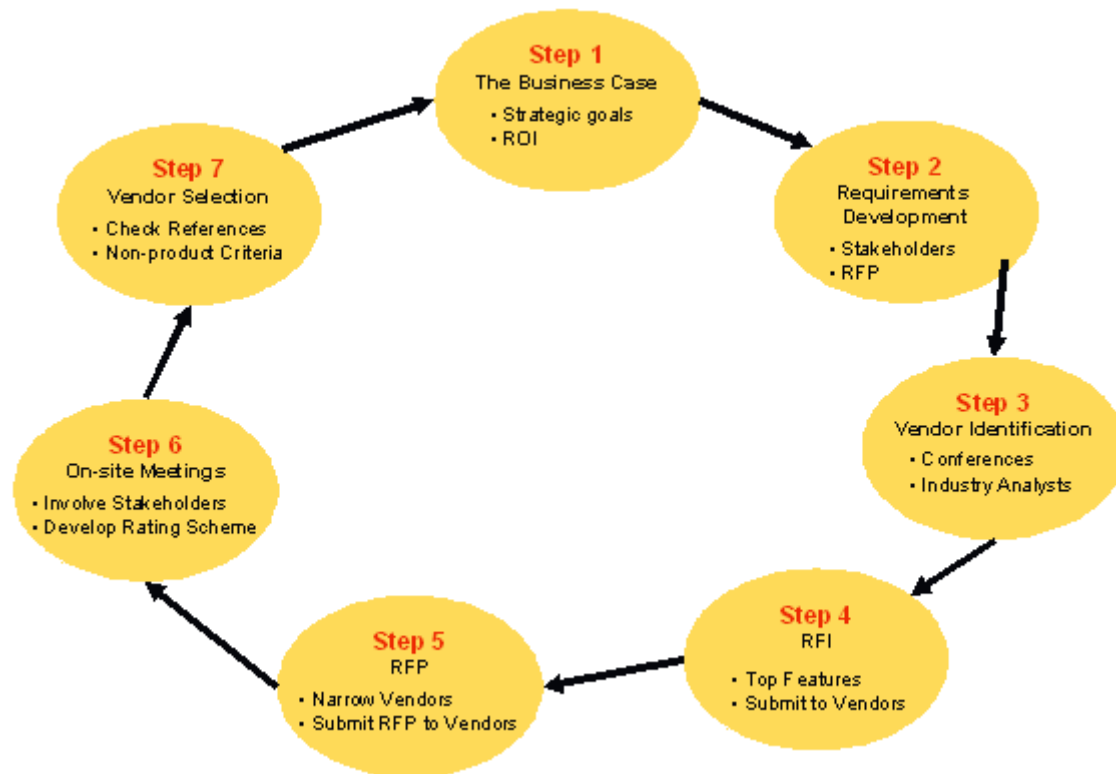 Step 1
The Business Case
• Strategic goals
• ROI
Step 2
Requirements
Development
• Stakeholders
• RFP
Step 3
Vendor Identification
• Conferences
• Industry Analysts
Step 4
RFI
• Top Features
• Submit to Vendors
Step 5
RFP
• Narrow Vendors
• Submit RFP to Vendors
Step 6
On-site Meetings
• Involve Stakeholders
• Develop Rating Scheme
Step 7
Vendor Selection
• Check References
• Non-product Criteria